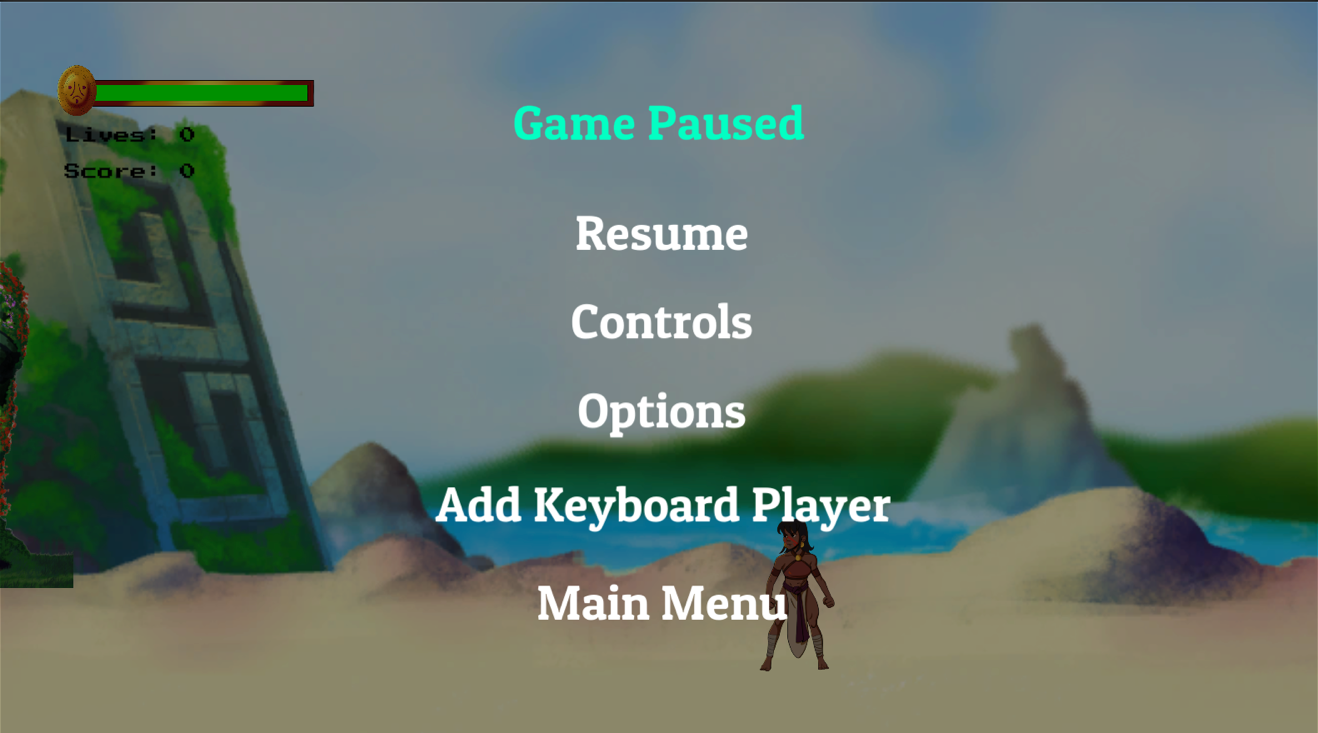 Lives: 0
Score: 0
Game Paused
Resume
Controls
Options
Add Keyboard Player
Main Menu